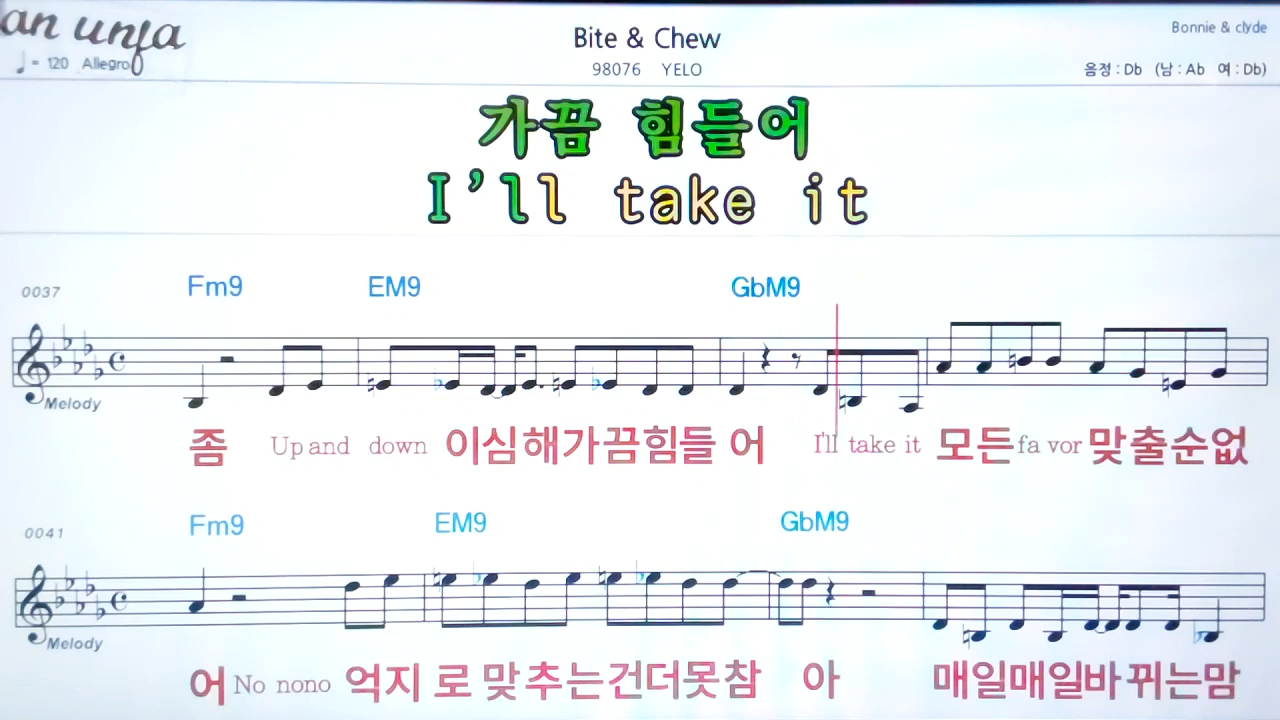 an unfa
Bite & Chew
Bonnie & clyde
♩ = 120 Allegro
98076 YELO
음정 : Db (남 : Ab 여 : Db)
가끔 힘들어
I'll take it
0037 Fm9 EM9 GbM9
Melody
좀 Up and down 이심해가끔힘들 어 I'll take it 모든 fa vor 맞출순없
0041 Fm9 EM9 GbM9
Melody
어 No nono 억지 로 맞추는건더못참 아 매일매일바 뀌는맘